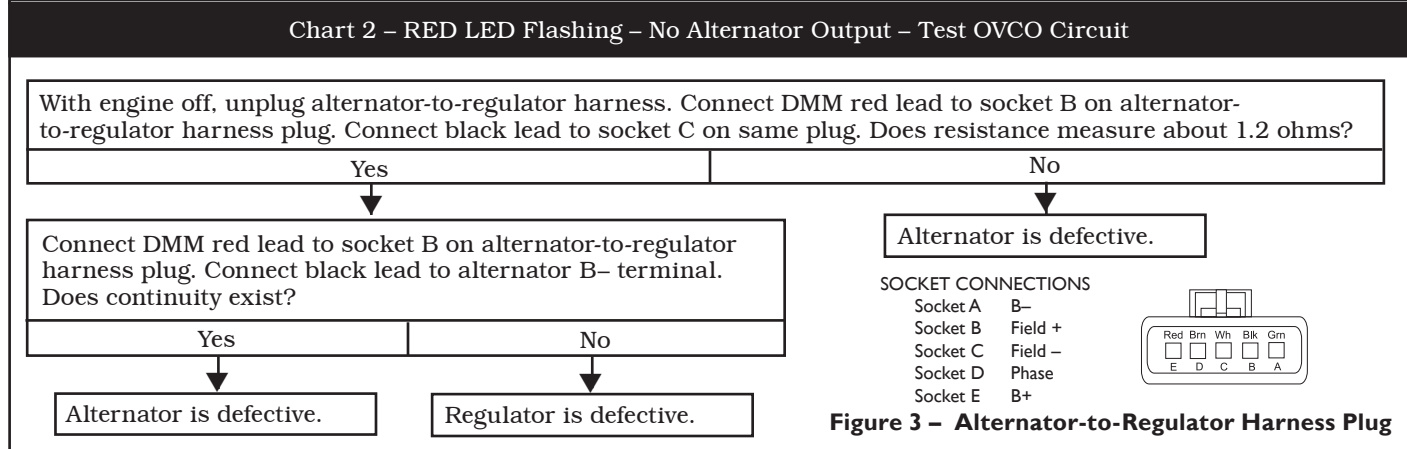 Chart 2 – RED LED Flashing – No Alternator Output – Test OVCO Circuit
With engine off, unplug alternator-to-regulator harness. Connect DMM red lead to socket B on alternator-
to-regulator harness plug. Connect black lead to socket C on same plug. Does resistance measure about 1.2 ohms?
Yes
No
Connect DMM red lead to socket B on alternator-to-regulator
harness plug. Connect black lead to alternator B– terminal.
Does continuity exist?
Yes
No
Alternator is defective.
Regulator is defective.
Alternator is defective.
SOCKET CONNECTIONS
Socket A B–
Socket B Field +
Socket C Field –
Socket D Phase
Socket E B+
Red Brn Wh Blk Grn
E D C B A
Figure 3 – Alternator-to-Regulator Harness Plug